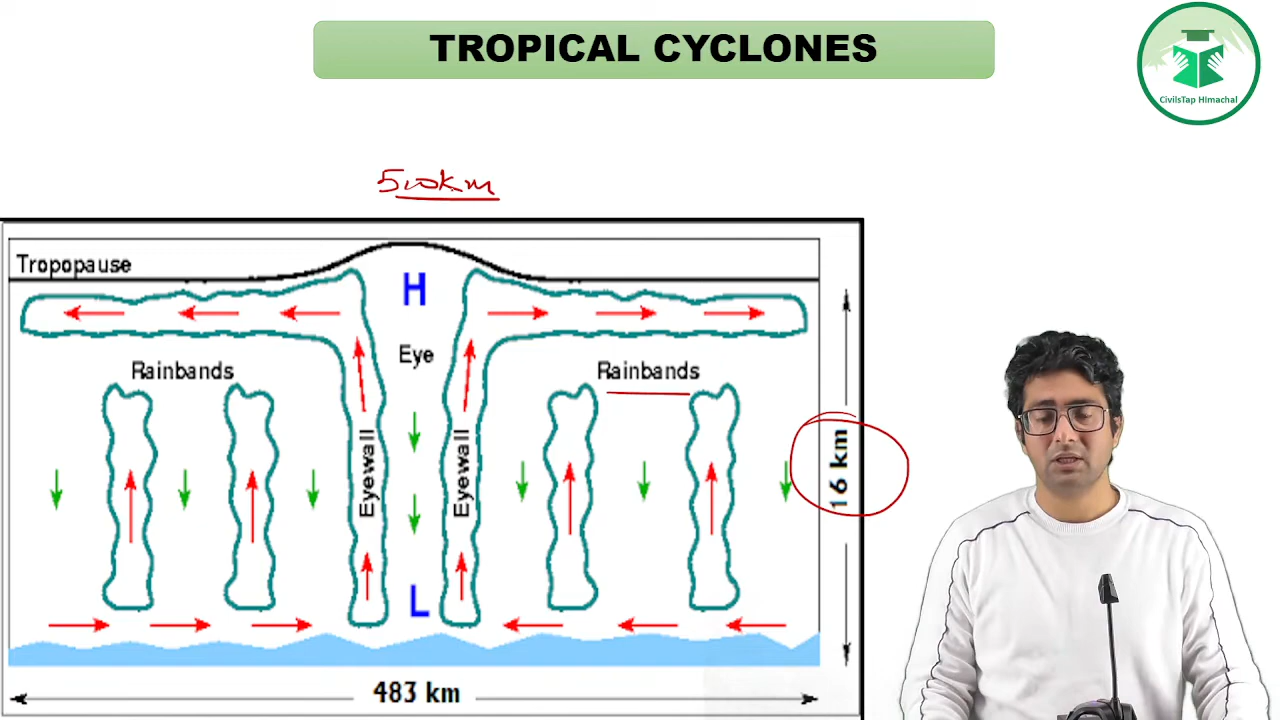 TROPICAL CYCLONES
CivilsTap Himachal
500km
Tropopause
H
Eye
Rainbands
Rainbands
Eyewall
Eyewall
16 km
L
483 km